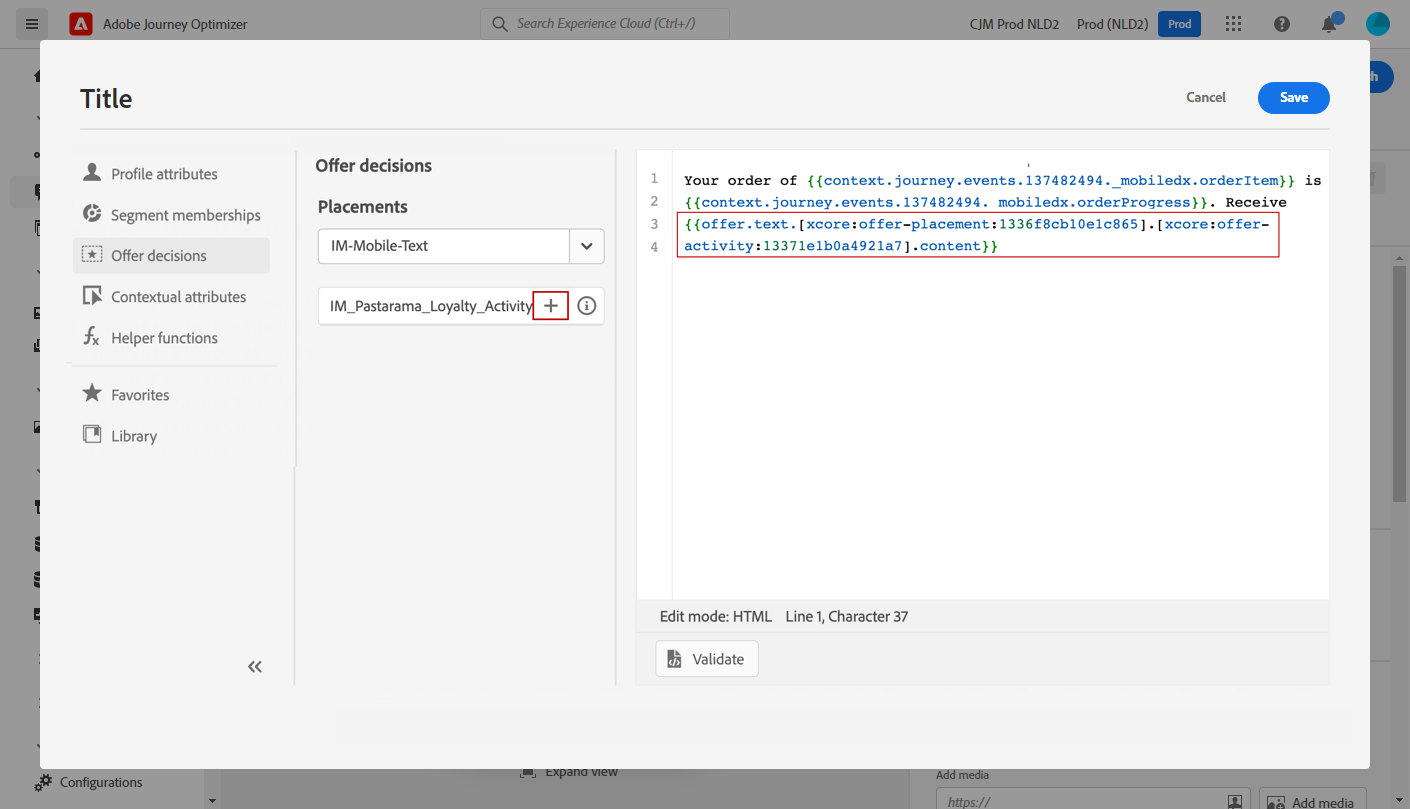 Adobe Journey Optimizer
Search Experience Cloud (Ctrl+/)
CJM Prod NLD2
Prod (NLD2)
Prod
h
Title
Cancel
Save
Profile attributes
Segment memberships
Offer decisions
Contextual attributes
Helper functions
Favorites
Library
Offer decisions
Placements
IM-Mobile-Text
IM_Pastarama_Loyalty_Activity
1
2
3
4
Your order of {{context.journey.events.137482494._mobiledx.orderItem}} is
{{context.journey.events.137482494. mobiledx.orderProgress}}. Receive
{{offer.text.[xcore:offer-placement:1336f8cb10e1c865].[xcore:offer-
activity:13371e1b0a4921a7].content}}
Edit mode: HTML
Line 1, Character 37
Validate
Configurations
Expand view
Add media
https://
Add media